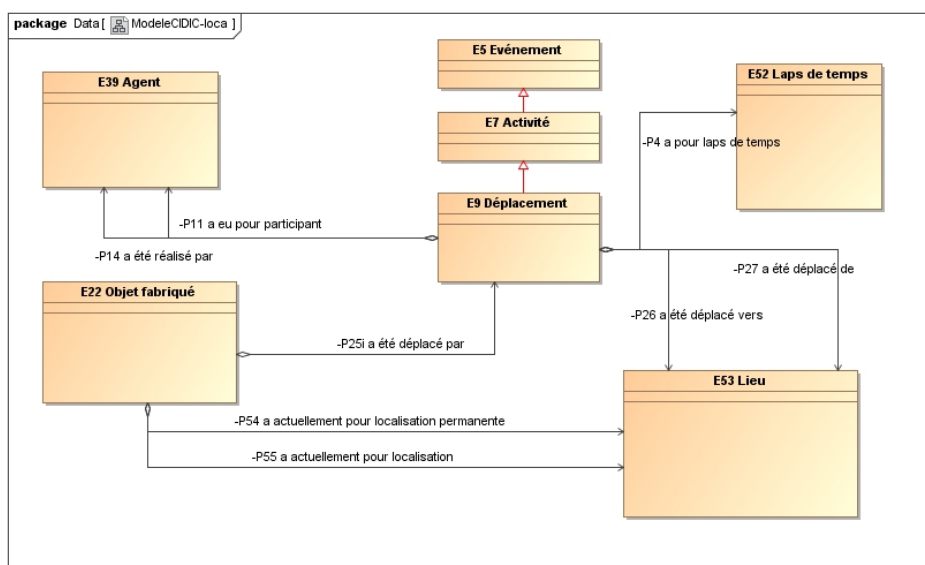 package Data [ ModeleCIDIC-loca ]
E5 Evénement
E39 Agent
E52 Laps de temps
E7 Activité
-P4 a pour laps de temps
E9 Déplacement
-P11 a eu pour participant
-P14 a été réalisé par
-P27 a été déplacé de
E22 Objet fabriqué
-P26 a été déplacé vers
-P25i a été déplacé par
E53 Lieu
-P54 a actuellement pour localisation permanente
-P55 a actuellement pour localisation